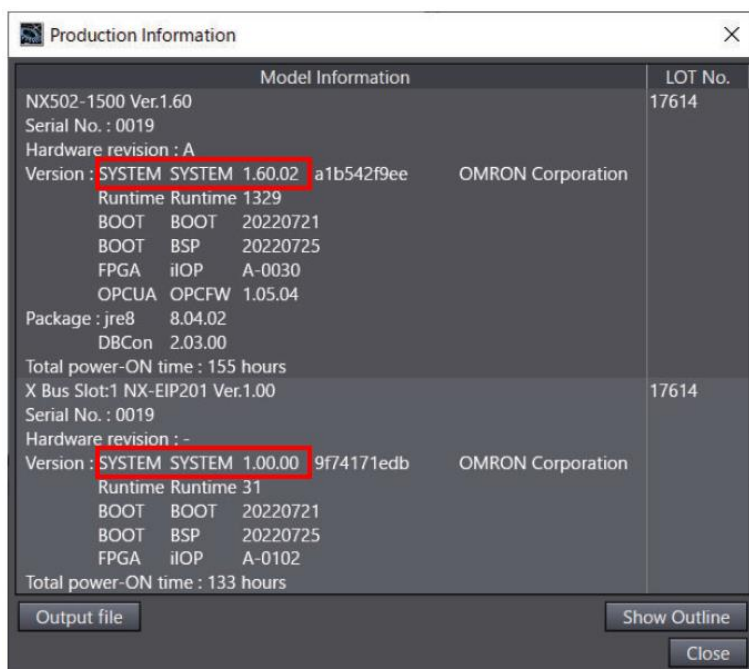 Production Information
Model Information LOT No.
NX502-1500 Ver.1.60 17614
Serial No. : 0019
Hardware revision : A
Version : SYSTEM SYSTEM 1.60.02 a1b542f9ee OMRON Corporation
Runtime Runtime 1329
BOOT BOOT 20220721
BOOT BSP 20220725
FPGA iIOP A-0030
OPCUA OPCFW 1.05.04
Package : jre8 8.04.02
DBCon 2.03.00
Total power-ON time : 155 hours
X Bus Slot:1 NX-EIP201 Ver.1.00 17614
Serial No. : 0019
Hardware revision : -
Version : SYSTEM SYSTEM 1.00.00 9f74171edb OMRON Corporation
Runtime Runtime 31
BOOT BOOT 20220721
BOOT BSP 20220725
FPGA iIOP A-0102
Total power-ON time : 133 hours
Output file Show Outline
Close